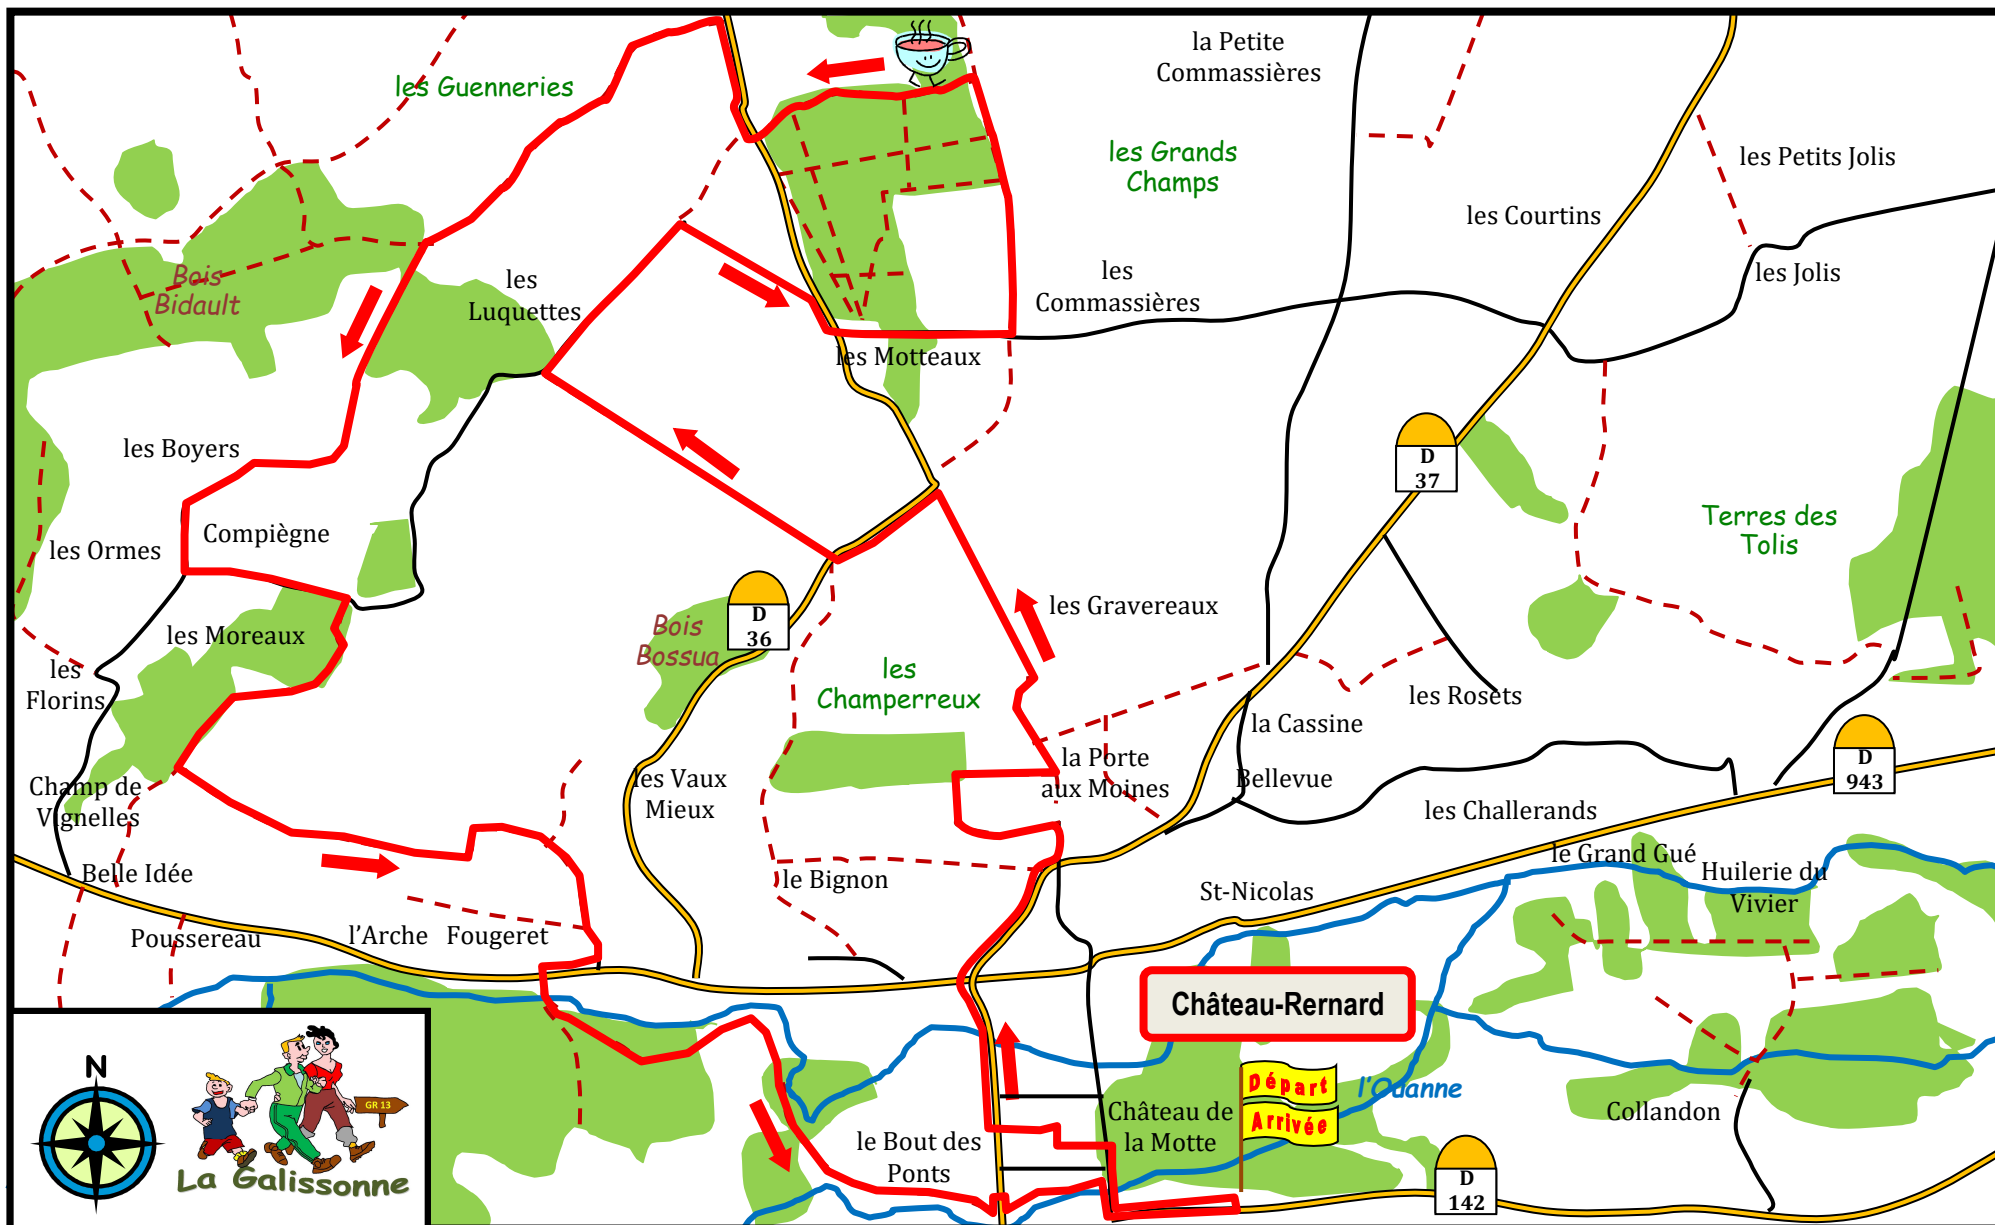 la Petite
Commassières
les Guenneries
les Grands
Champs
les Petits Jolis
les Courtins
les Jolis
Bois
Bidault
les
Luquettes
les
Commassières
les Motteaux
les Boyers
D
37
Terres des
Tolis
les Ormes
Compiègne
D
36
les Gravereaux
les Moreaux
Bois
Bossua
les
Champerreux
les
Florins
les Rosets
la Cassine
la Porte
aux Moines
Bellevue
D
943
Champ de
Vignelles
les Vaux
Mieux
les Challerands
Belle Idée
le Bignon
St-Nicolas
le Grand Gué
Huilerie du
Vivier
Poussereau
l'Arche
Fougeret
Château-Rernard
Départ
Arrivée
l'Ouanne
Château de
la Motte
Collandon
le Bout des
Ponts
D
142
N
GR 13
La Galissonne